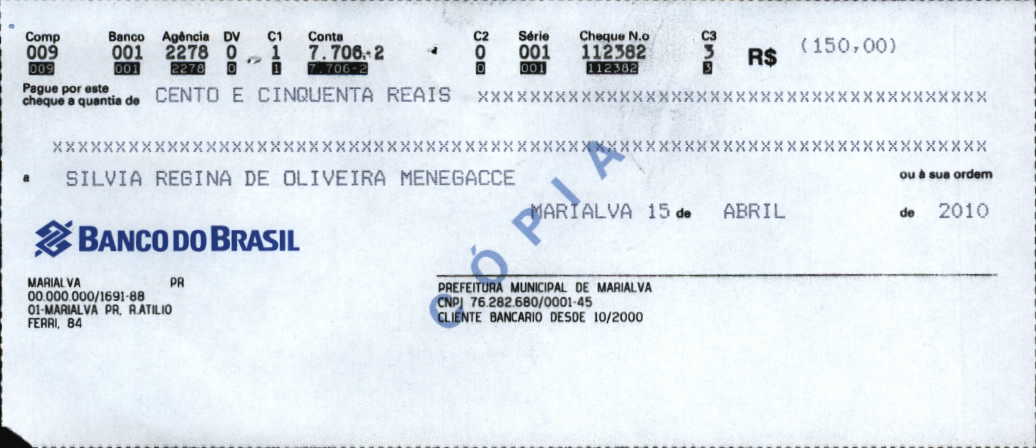 Comp Banco Agência DV C1 Conta C2 Série Cheque N.o C3
009 001 2278 0 1 7.706-2 0 001 112382 3 R$ (150,00)
009 001 2278 0 1 7.706-2 0 001 112382 3
Pague por este
cheque a quantia de CENTO E CINQUENTA REAIS XXXXXXXXXXXXXXXXXXXXXXXXXXXXXXXXXXXXXXXXXXXXXXX
XXXXXXXXXXXXXXXXXXXXXXXXXXXXXXXXXXXXXXXXXXXXXXXXXXXXXXXXXXXXXXXXXXXXXXXXXXX
a SILVIA REGINA DE OLIVEIRA MENEGACCE ou à sua ordem
MARIALVA 15 de ABRIL de 2010
CÓPIA
BANCO DO BRASIL
MARIALVA PR
00.000.000/1691-88
01-MARIALVA PR, R.ATILIO
FERRI, 84
PREFEITURA MUNICIPAL DE MARIALVA
CNPJ 76.282.680/0001-45
CLIENTE BANCARIO DESDE 10/2000